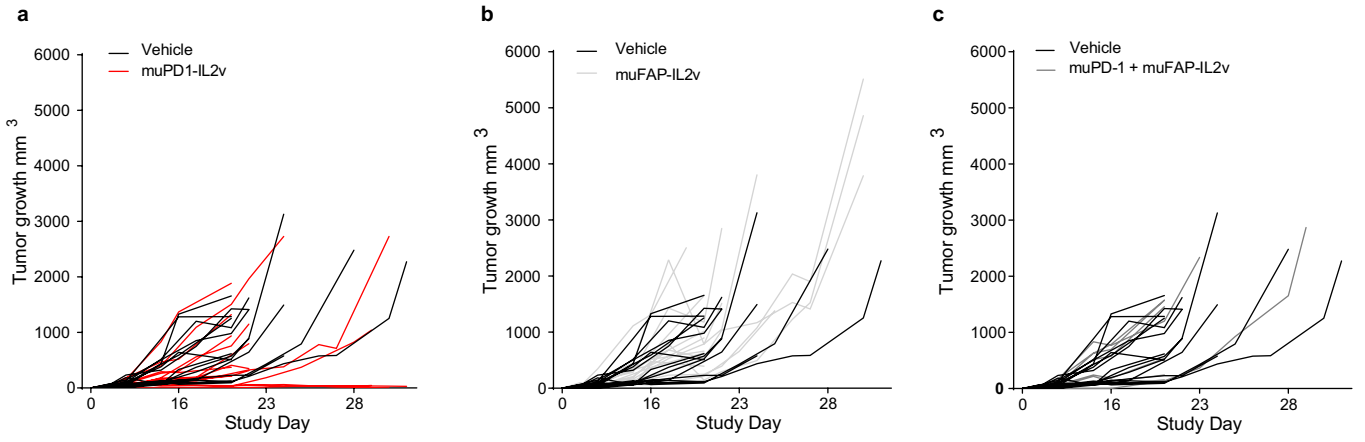 a
Vehicle
muPD1-IL2v
Tumor growth mm 3
6000
5000
4000
3000
2000
1000
0
0 16 23 28
Study Day
b
Vehicle
muFAP-IL2v
Tumor growth mm 3
6000
5000
4000
3000
2000
1000
0
0 16 23 28
Study Day
c
Vehicle
muPD-1 + muFAP-IL2v
Tumor growth mm 3
6000
5000
4000
3000
2000
1000
0
0 16 23 28
Study Day